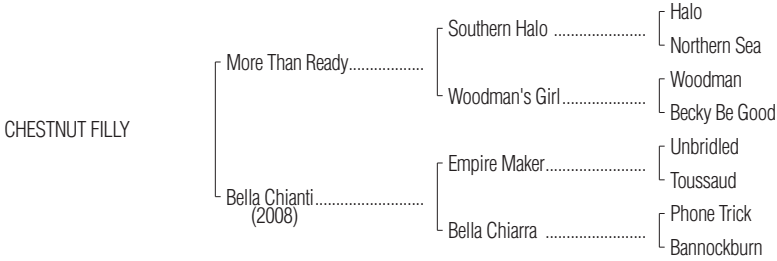 Halo
Southern Halo ......................
Northern Sea
More Than Ready..................
Woodman
Woodman's Girl.....................
Becky Be Good
CHESTNUT FILLY
Unbridled
Empire Maker.........................
Toussaud
Bella Chianti..........................
(2008)
Phone Trick
Bella Chiarra .........................
Bannockburn